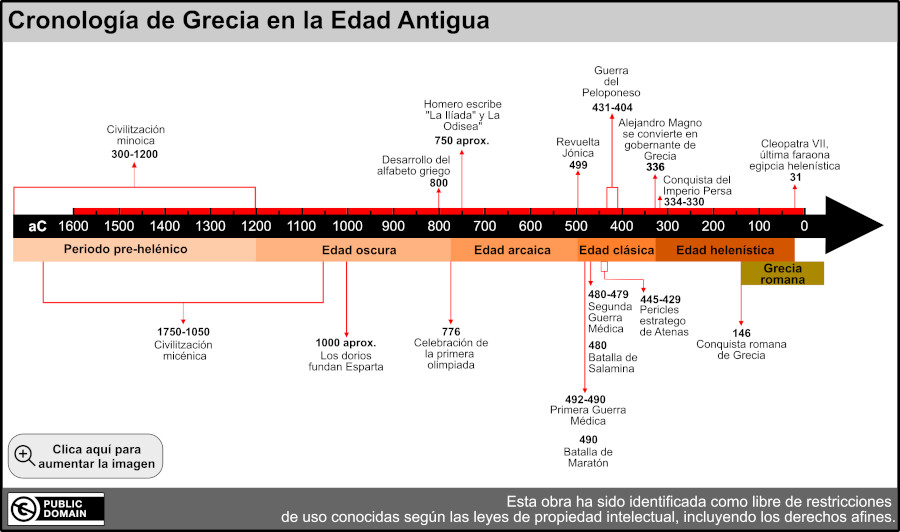 Cronología de Grecia en la Edad Antigua
Civilitzación
minoica
300-1200
Desarrollo del
alfabeto griego
800
Homero escribe
"La Ilíada" y La
Odisea"
750 aprox.
Revuelta
Jónica
499
Guerra
del
Peloponeso
431-404
Alejandro Magno
se convierte en
gobernante de
Grecia
336
Conquista del
Imperio Persa
334-330
Cleopatra VII,
última faraona
egipcia helenística
31
aC 1600 1500 1400 1300 1200 1100 1000 900 800 700 600 500 400 300 200 100 0
Periodo pre-helénico Edad oscura Edad arcaica Edad clásica Edad helenística
Grecia
romana
1750-1050
Civilitzación
micénica
1000 aprox.
Los dorios
fundan Esparta
776
Celebración de
la primera
olimpiada
480-479
Segunda
Guerra
Médica
480
Batalla de
Salamina
492-490
Primera Guerra
Médica
490
Batalla de
Maratón
445-429
Pericles
estratego
de Atenas
146
Conquista romana
de Grecia
Clica aquí para
aumentar la imagen
PUBLIC
DOMAIN
Esta obra ha sido identificada como libre de restricciones
de uso conocidas según las leyes de propiedad intelectual, incluyendo los derechos afines.